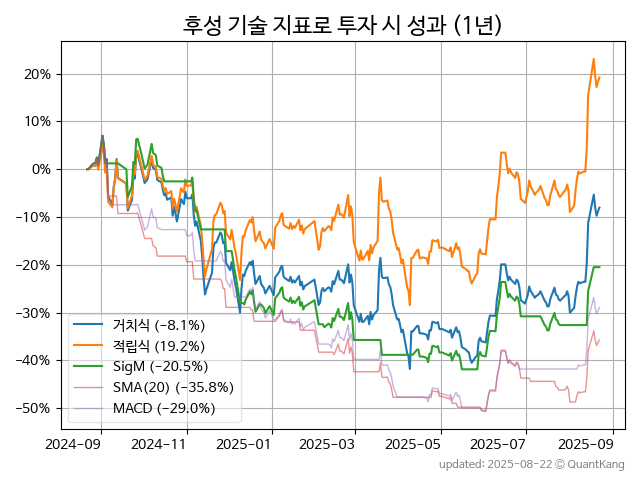 후성 기술 지표로 투자 시 성과 (1년)
20%
10%
0%
−10%
−20%
−30%
−40%
−50%
거치식 (−8.1%)
적립식 (19.2%)
SigM (−20.5%)
SMA(20) (−35.8%)
MACD (−29.0%)
2024-09
2024-11
2025-01
2025-03
2025-05
2025-07
2025-09
updated: 2025-08-22 © QuantKang